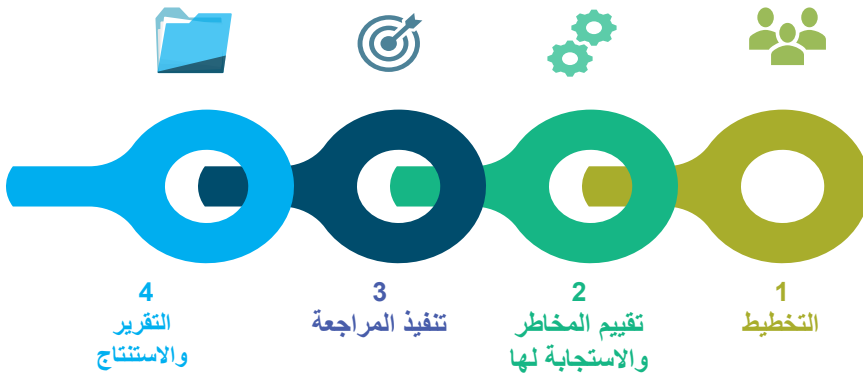 1
التخطيط
2
تقييم المخاطر
والاستجابة لها
3
تنفيذ المراجعة
4
التقرير
والاستنتاج